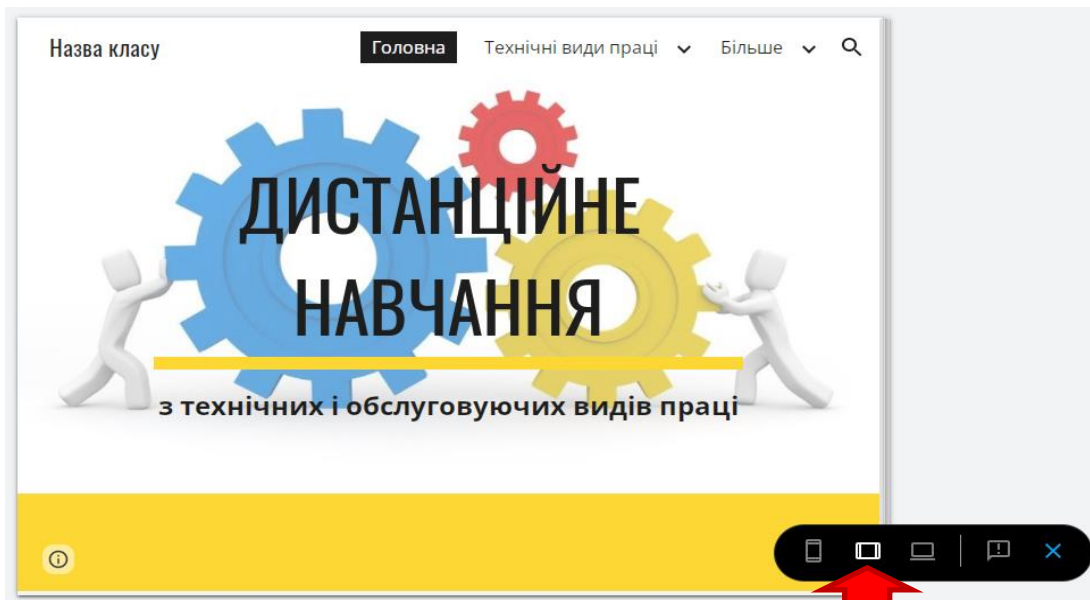 Назва класу
Головна Технічні види праці Більше
ДИСТАНЦІЙНЕ
НАВЧАННЯ
з технічних і обслуговуючих видів праці